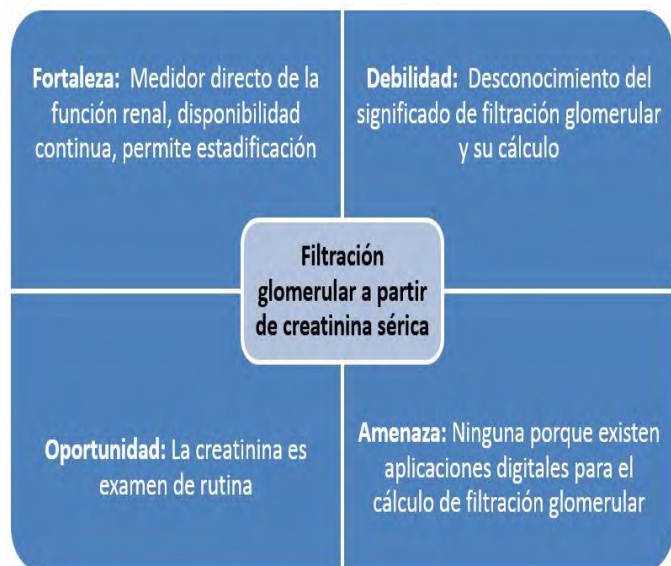 Fortaleza: Medidor directo de la
función renal, disponibilidad
continua, permite estadificación
Debilidad: Desconocimiento del
significado de filtración glomerular
y su cálculo
Filtración
glomerular a partir
de creatinina sérica
Oportunidad: La creatinina es
examen de rutina
Amenaza: Ninguna porque existen
aplicaciones digitales para el
cálculo de filtración glomerular